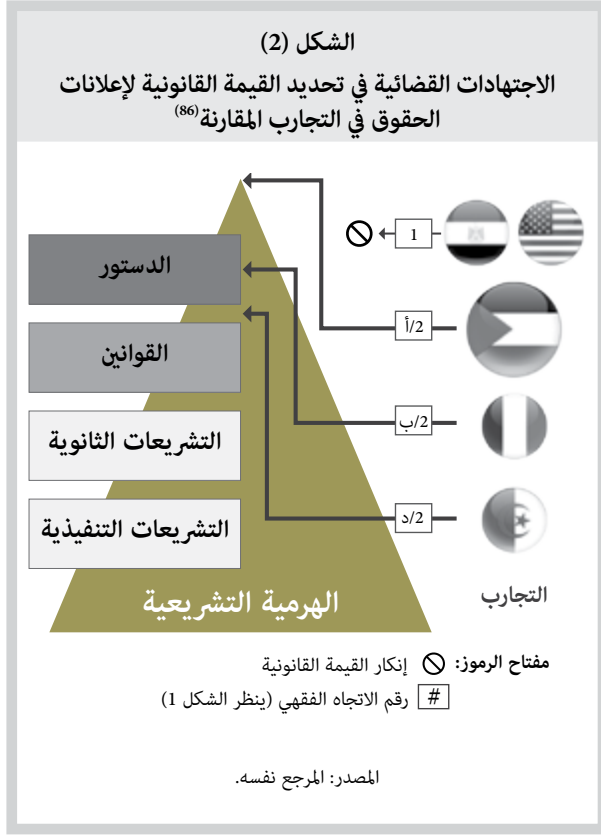 الشكل (2)
الاجتهادات القضائية في تحديد القيمة القانونية لإعلانات
الحقوق في التجارب المقارنة(86)
1
الدستور
2/أ
القوانين
2/ب
التشريعات الثانوية
2/د
التشريعات التنفيذية
التجارب
الهرمية التشريعية
مفتاح الرموز: إنكار القيمة القانونية
# رقم الاتجاه الفقهي (ينظر الشكل 1)
المصدر: المرجع نفسه.